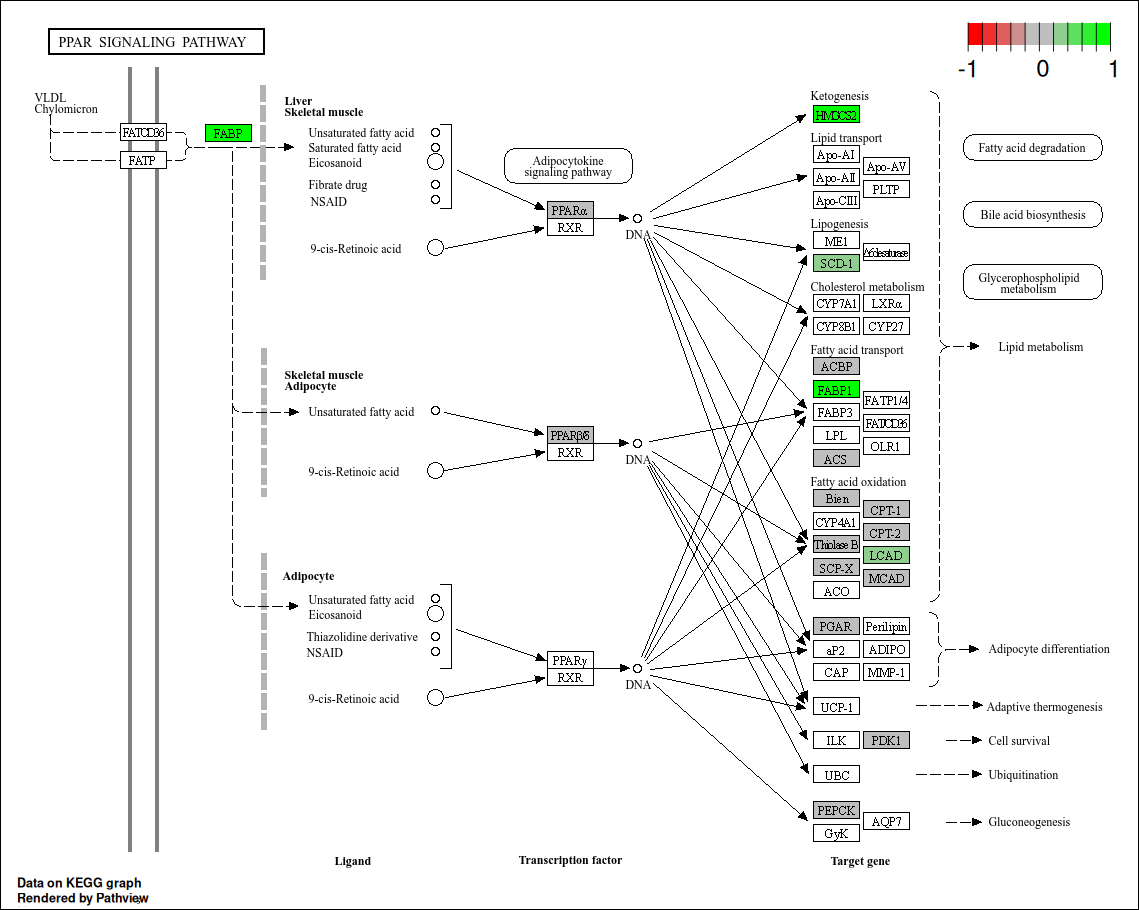 PPAR SIGNALING PATHWAY
-1 0 1
VLDL
Chylomicron
FATCD36
FATP
FABP
Liver
Skeletal muscle
Unsaturated fatty acid
Saturated fatty acid
Eicosanoid
Fibrate drug
NSAID
9-cis-Retinoic acid
Adipocytokine
signaling pathway
PPARα
RXR
DNA
Skeletal muscle
Adipocyte
Unsaturated fatty acid
9-cis-Retinoic acid
PPARβ/δ
RXR
DNA
Adipocyte
Unsaturated fatty acid
Eicosanoid
Thiazolidine derivative
NSAID
9-cis-Retinoic acid
PPARγ
RXR
DNA
Ketogenesis
HMGCS2
Lipid transport
Apo-AI
Apo-AII
Apo-CIII
Apo-AV
PLTP
Lipogenesis
ME1
SCD-1
Cholesterol metabolism
CYP7A1
LXRα
CYP8B1
CYP27
Fatty acid transport
ACBP
FABP1
FABP3
LPL
ACS
FATP1/4
FAT/CD36
OLR1
Fatty acid oxidation
Bien
CYP4A1
Thiolase B
SCP-X
ACO
CPT-1
CPT-2
LCAD
MCAD
PGAR
Perilipin
aP2
ADIPO
CAP
MMP-1
UCP-1
ILK
PDK1
UBC
PEPCK
GyK
AQP7
Fatty acid degradation
Bile acid biosynthesis
Glycerophospholipid
metabolism
Lipid metabolism
Adipocyte differentiation
Adaptive thermogenesis
Cell survival
Ubiquitination
Gluconeogenesis
Ligand
Transcription factor
Target gene
Data on KEGG graph
Rendered by Pathview